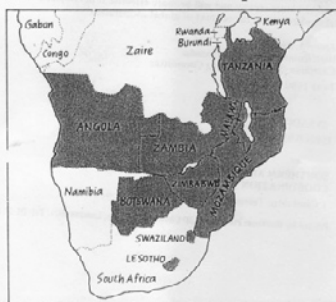 Gabon
Kenya
Rwanda
Burundi
Congo
Zaire
TANZANIA
ANGOLA
MALAWI
ZAMBIA
ZIMBABWE
MOZAMBIQUE
Namibia
BOTSWANA
SWAZILAND
LESOTHO
South Africa